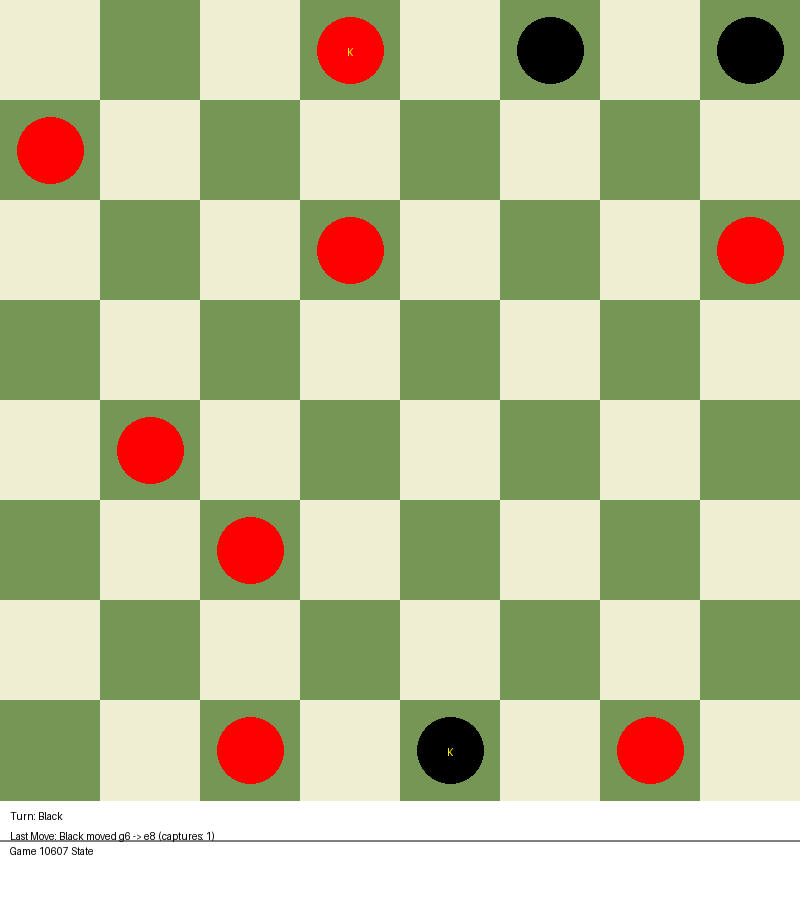 K
K
Turn: Black
Last Move: Black moved g6 -> e8 (captures: 1)
Game 10607 State